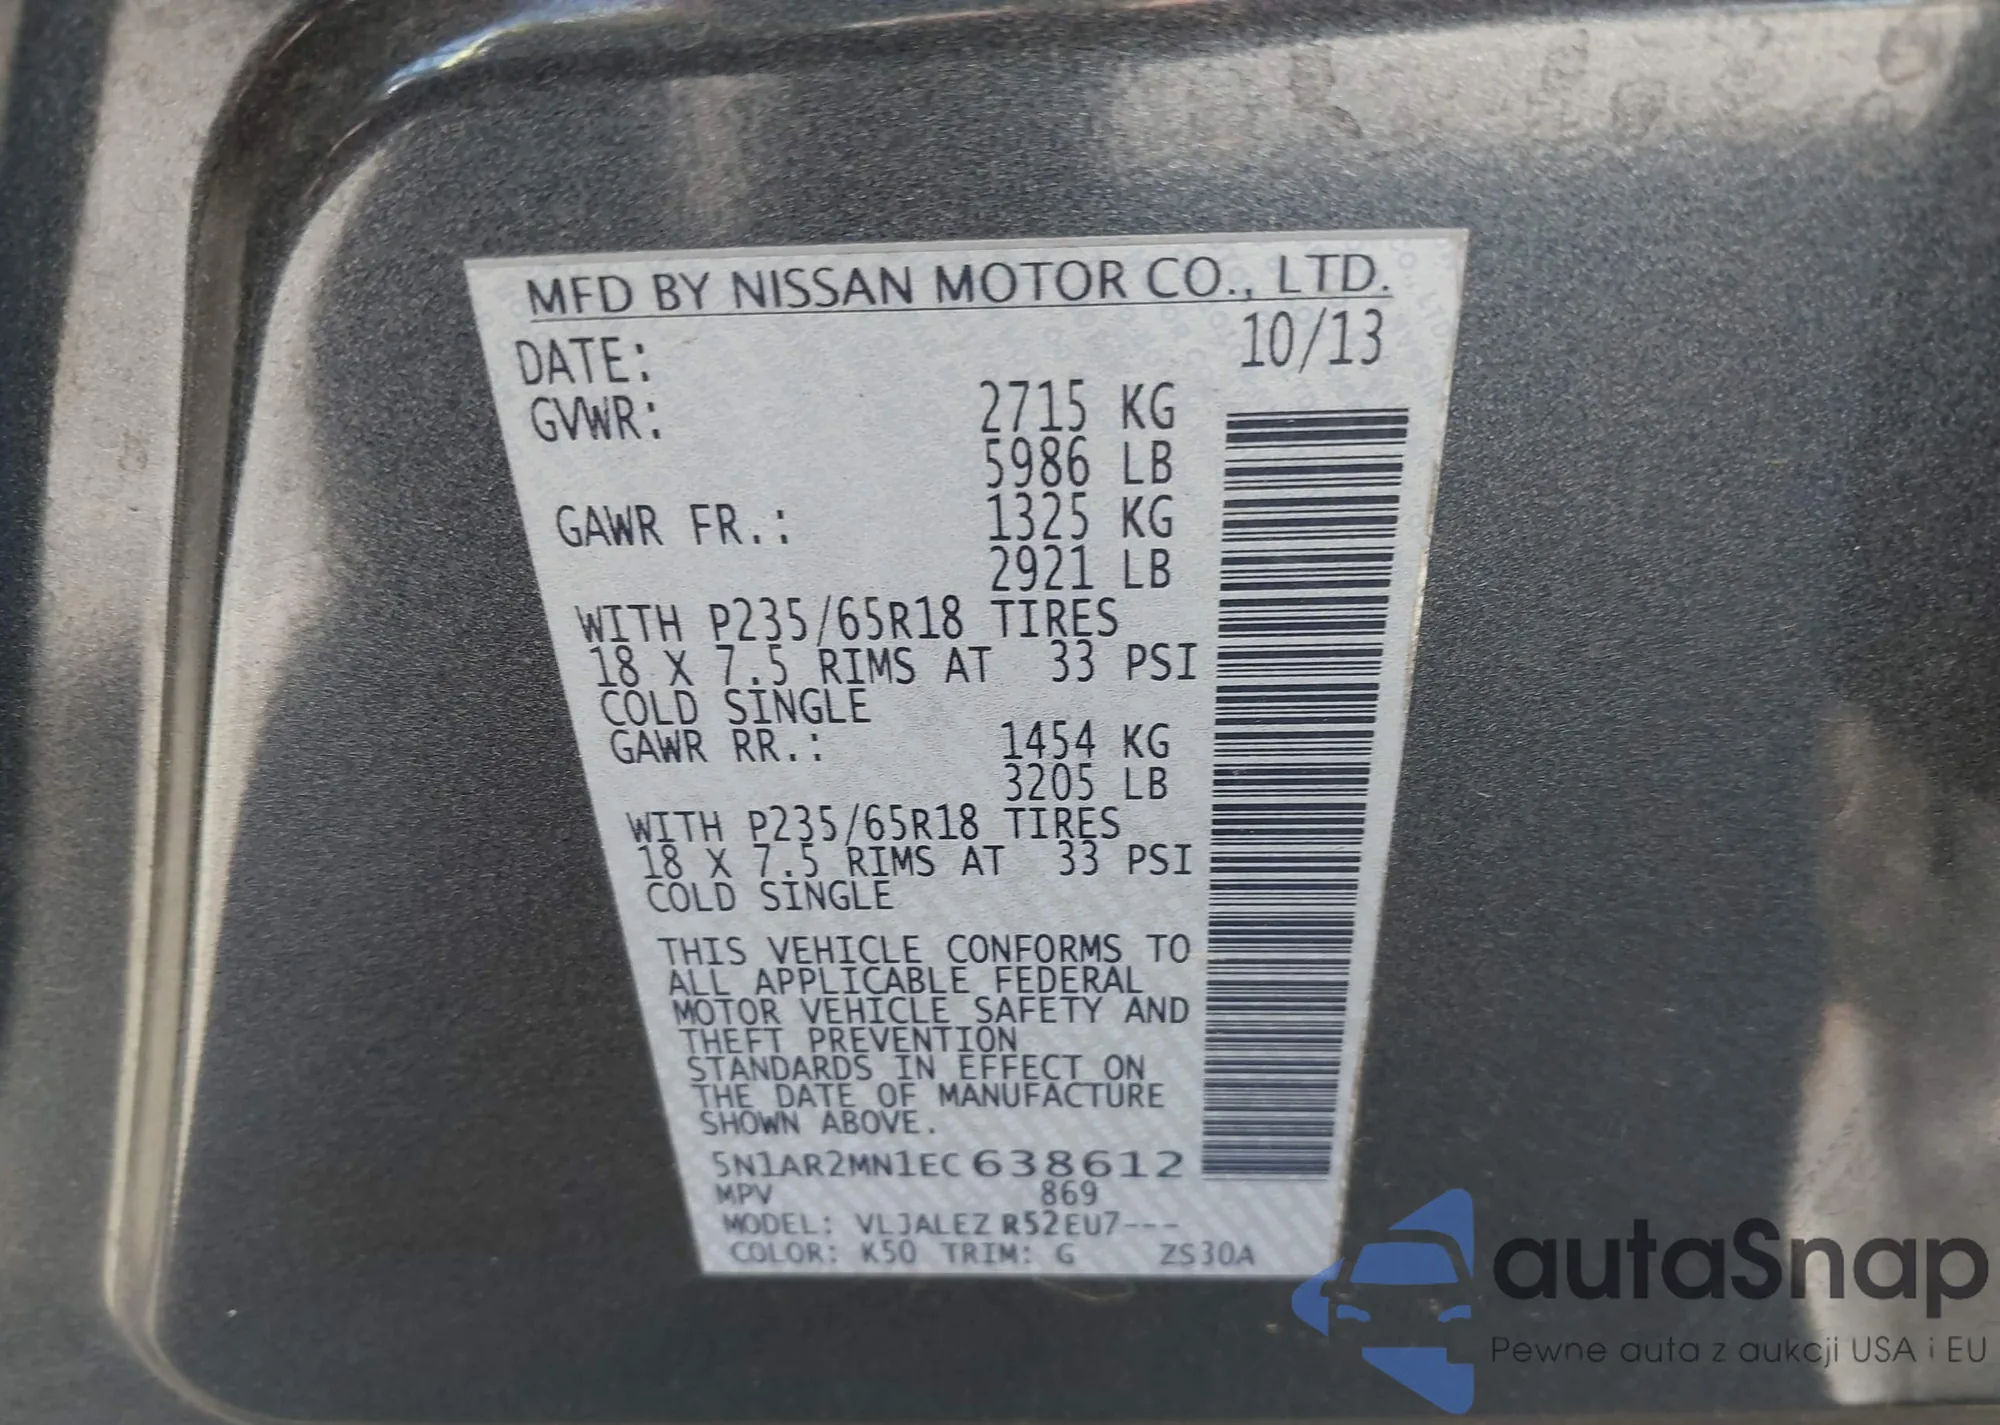 MFD BY NISSAN MOTOR CO., LTD.
DATE: 10/13
GVWR: 2715 KG
5986 LB
GAWR FR.: 1325 KG
2921 LB
WITH P235/65R18 TIRES
18 X 7.5 RIMS AT 33 PSI
COLD SINGLE
GAWR RR.: 1454 KG
3205 LB
WITH P235/65R18 TIRES
18 X 7.5 RIMS AT 33 PSI
COLD SINGLE
THIS VEHICLE CONFORMS TO
ALL APPLICABLE FEDERAL
MOTOR VEHICLE SAFETY AND
THEFT PREVENTION
STANDARDS IN EFFECT ON
THE DATE OF MANUFACTURE
SHOWN ABOVE.
5N1AR2MN1EC638612
MPV 869
MODEL: VLJALEZ R52EU7---
COLOR: K50 TRIM: G ZS30A
autaSnap
Pewne auta z aukcji USA i EU